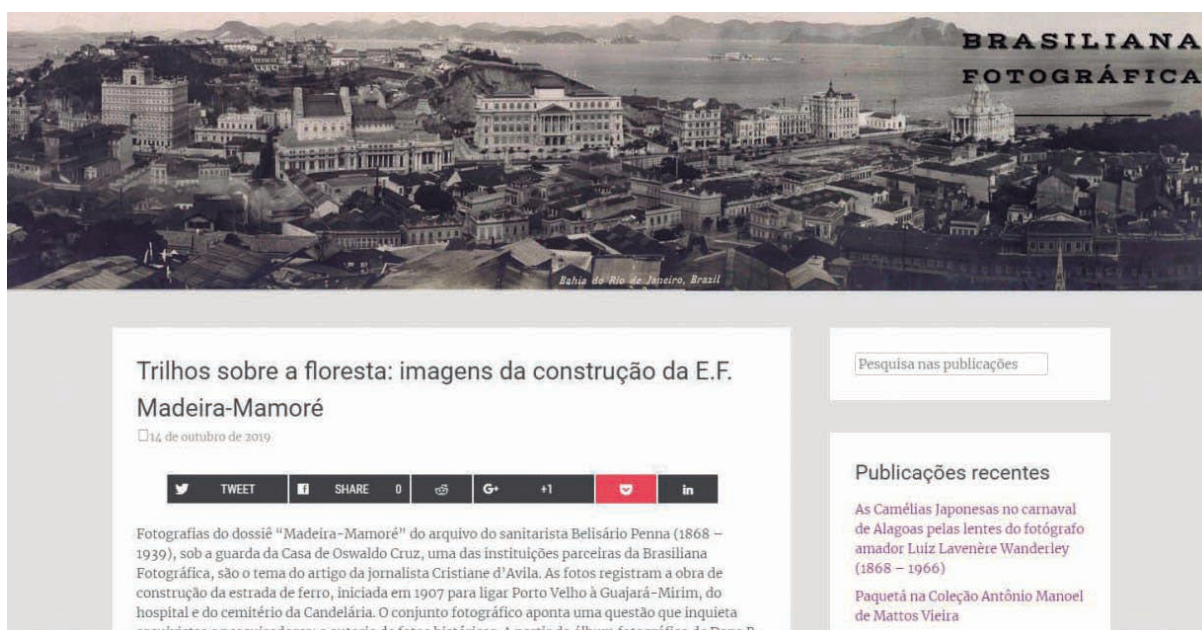 BRASILIANA
FOTOGRÁFICA
Bahia do Rio de Janeiro, Brazil
Trilhos sobre a floresta: imagens da construção da E.F.
Madeira-Mamoré
14 de outubro de 2019
TWEET SHARE 0 G+ +1 in
Fotografias do dossiê “Madeira-Mamoré” do arquivo do sanitarista Belisário Penna (1868 –
1939), sob a guarda da Casa de Oswaldo Cruz, uma das instituições parceiras da Brasiliana
Fotográfica, são o tema do artigo da jornalista Cristiane d’Avila. As fotos registram a obra de
construção da estrada de ferro, iniciada em 1907 para ligar Porto Velho à Guajará-Mirim, do
hospital e do cemitério da Candelária. O conjunto fotográfico aponta uma questão que inquieta
Pesquisa nas publicações
Publicações recentes
As Camélias Japonesas no carnaval
de Alagoas pelas lentes do fotógrafo
amador Luiz Lavenère Wanderley
(1868 – 1966)
Paquetá na Coleção Antônio Manoel
de Mattos Vieira